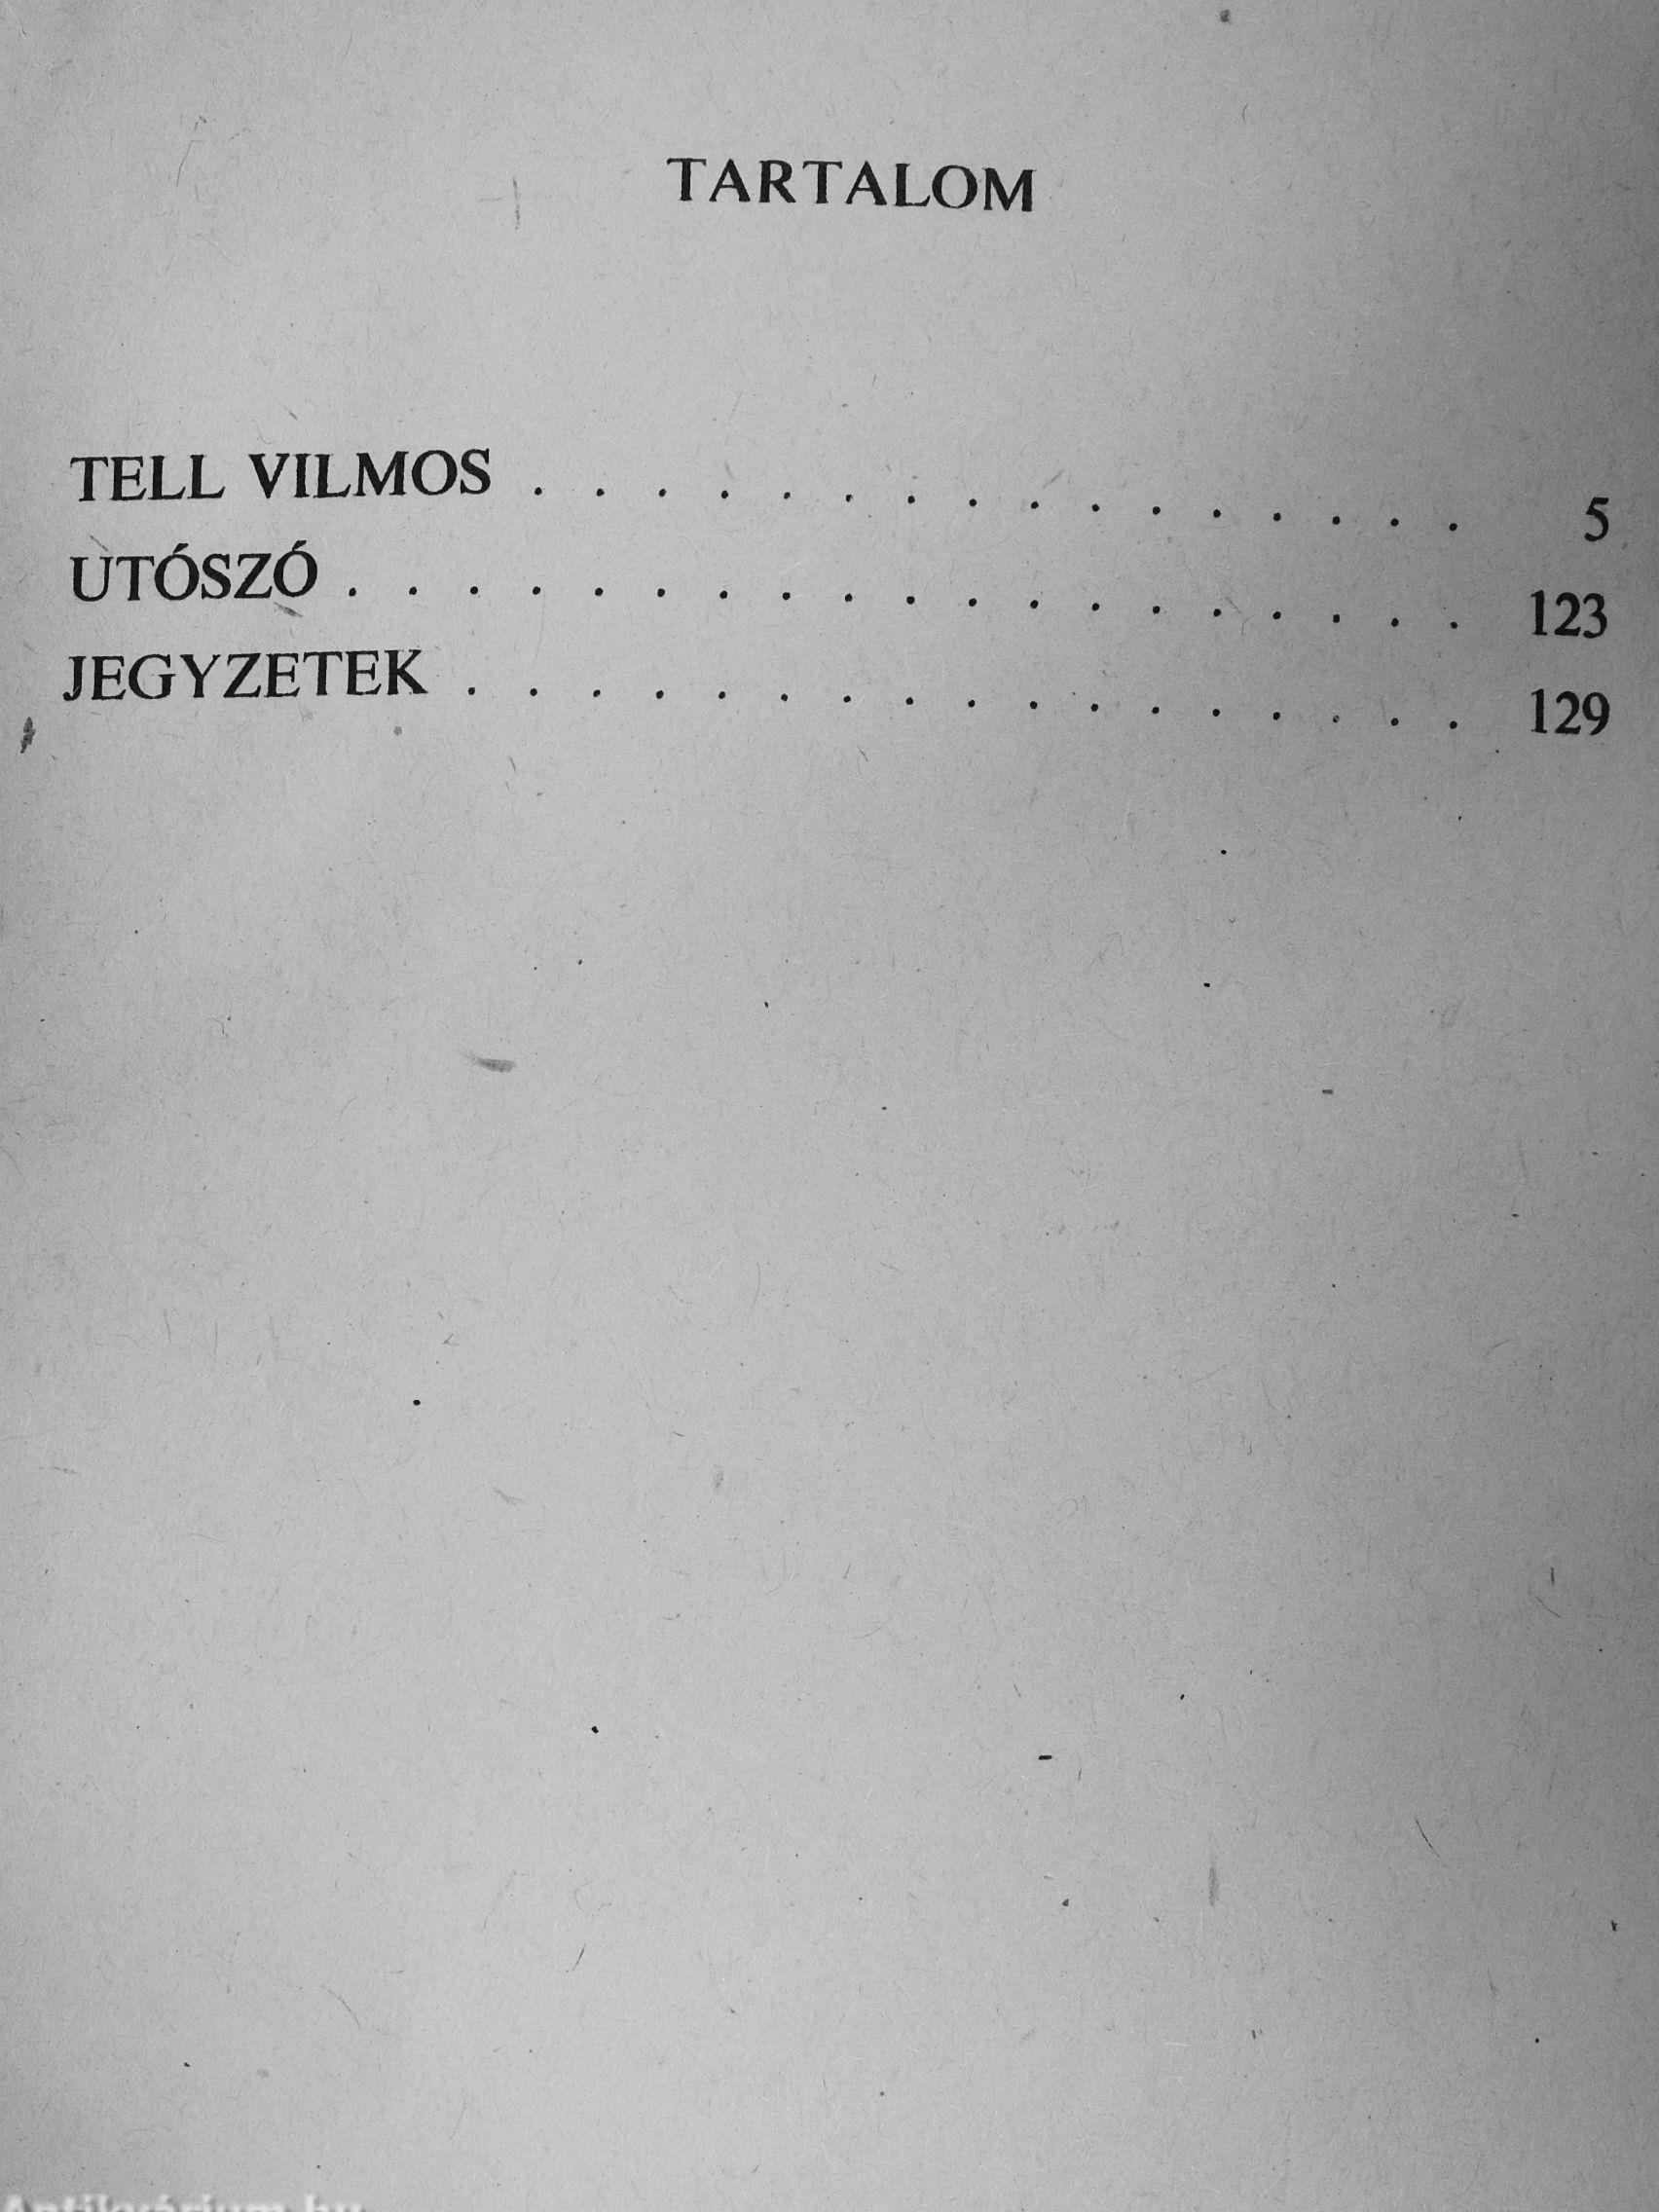 TARTALOM
TELL VILMOS . . . . . . . . . . . . . . . . 5
UTÓSZÓ . . . . . . . . . . . . . . . . . . . 123
JEGYZETEK . . . . . . . . . . . . . . . . . 129